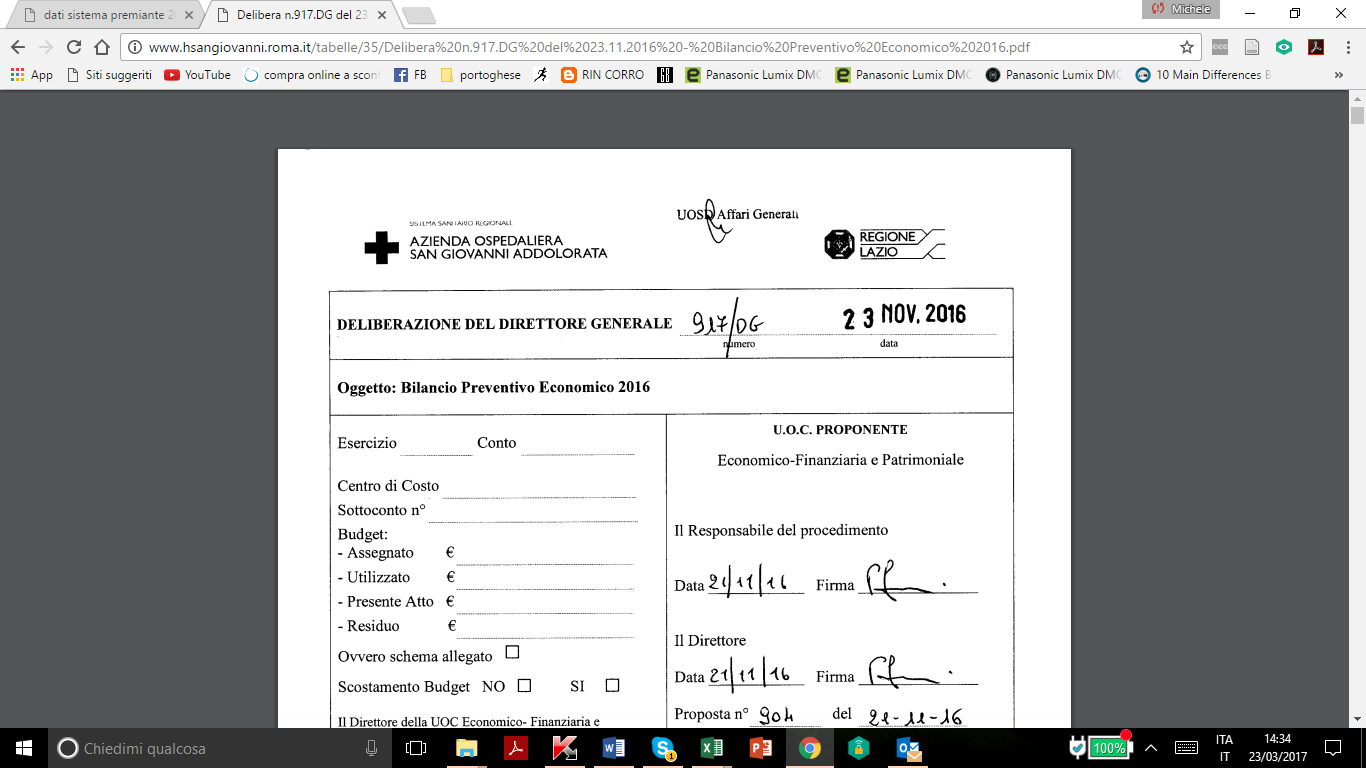 dati sistema premiante 2
Delibera n.917.DG del 23
Michele
www.hsangiovanni.roma.it/tabelle/35/Delibera%20n.917.DG%20del%2023.11.2016%20-%20Bilancio%20Preventivo%20Economico%202016.pdf
App
Siti suggeriti
YouTube
compra online a scont
FB
portoghese
RIN CORRO
Panasonic Lumix DMC
Panasonic Lumix DMC
Panasonic Lumix DMC
10 Main Differences B
»
UOSD Affari Generali
SISTEMA SANITARIO REGIONALE
AZIENDA OSPEDALIERA
SAN GIOVANNI ADDOLORATA
REGIONE
LAZIO
DELIBERAZIONE DEL DIRETTORE GENERALE 917/DG 23 NOV. 2016
numero data
Oggetto: Bilancio Preventivo Economico 2016
Esercizio Conto
Centro di Costo
Sottoconto n°
Budget:
- Assegnato €
- Utilizzato €
- Presente Atto €
- Residuo €
Ovvero schema allegato
Scostamento Budget NO SI
Il Direttore della UOC Economico- Finanziaria e
U.O.C. PROPONENTE
Economico-Finanziaria e Patrimoniale
Il Responsabile del procedimento
Data 21/11/16 Firma
Il Direttore
Data 21/11/16 Firma
Proposta n° 904 del 21-11-16
Chiedimi qualcosa
1
100%
ITA
IT
14:34
23/03/2017